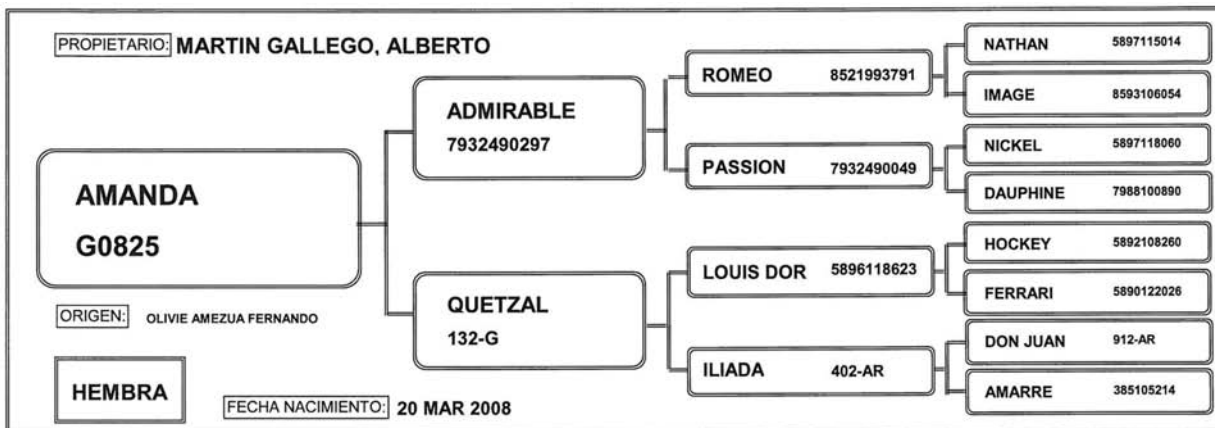 PROPIETARIO: MARTIN GALLEGO, ALBERTO
AMANDA
G0825
ORIGEN: OLIVIE AMEZUA FERNANDO
HEMBRA
FECHA NACIMIENTO: 20 MAR 2008
ADMIRABLE
7932490297
QUETZAL
132-G
ROMEO 8521993791
PASSION 7932490049
LOUIS DOR 5896118623
ILIADA 402-AR
NATHAN 5897115014
IMAGE 8593106054
NICKEL 5897118060
DAUPHINE 7988100890
HOCKEY 5892108260
FERRARI 5890122026
DON JUAN 912-AR
AMARRE 385105214